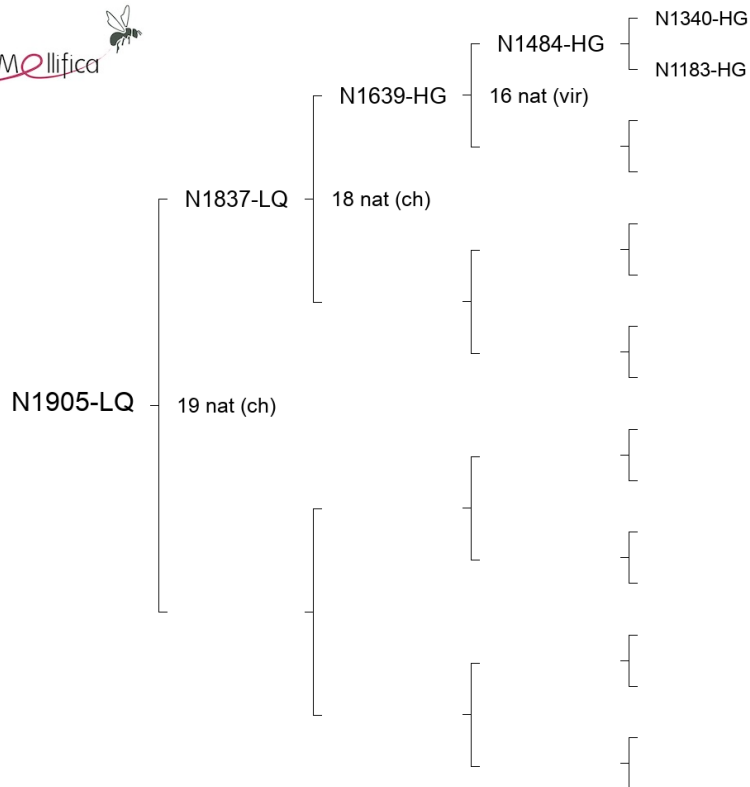 Mellifica
N1340-HG
N1484-HG
N1183-HG
N1639-HG
16 nat (vir)
N1837-LQ
18 nat (ch)
N1905-LQ
19 nat (ch)